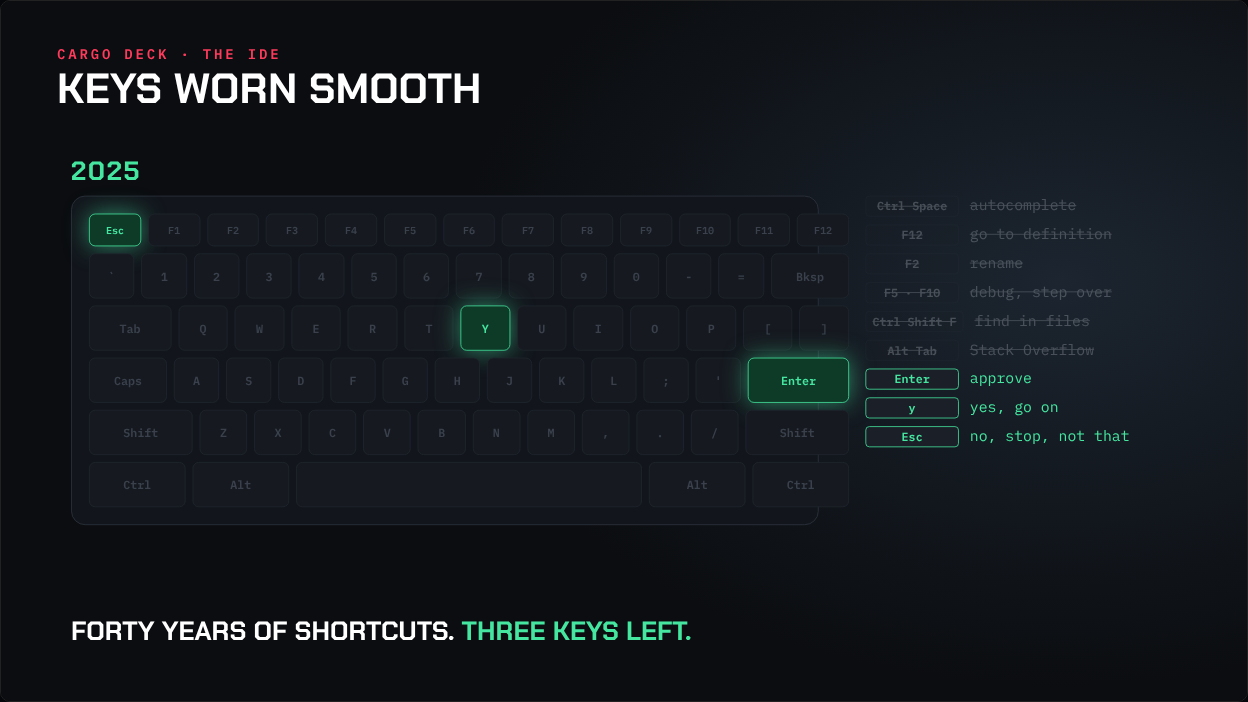 CARGO DECK · THE IDE
KEYS WORN SMOOTH
2025
Esc F1 F2 F3 F4 F5 F6 F7 F8 F9 F10 F11 F12
` 1 2 3 4 5 6 7 8 9 0 - = Bksp
Tab Q W E R T Y U I O P [ ]
Caps A S D F G H J K L ; ' Enter
Shift Z X C V B N M , . / Shift
Ctrl Alt Alt Ctrl
Ctrl Space autocomplete
F12 go to definition
F2 rename
F5 · F10 debug, step over
Ctrl Shift F find in files
Alt Tab Stack Overflow
Enter approve
y yes, go on
Esc no, stop, not that
FORTY YEARS OF SHORTCUTS. THREE KEYS LEFT.